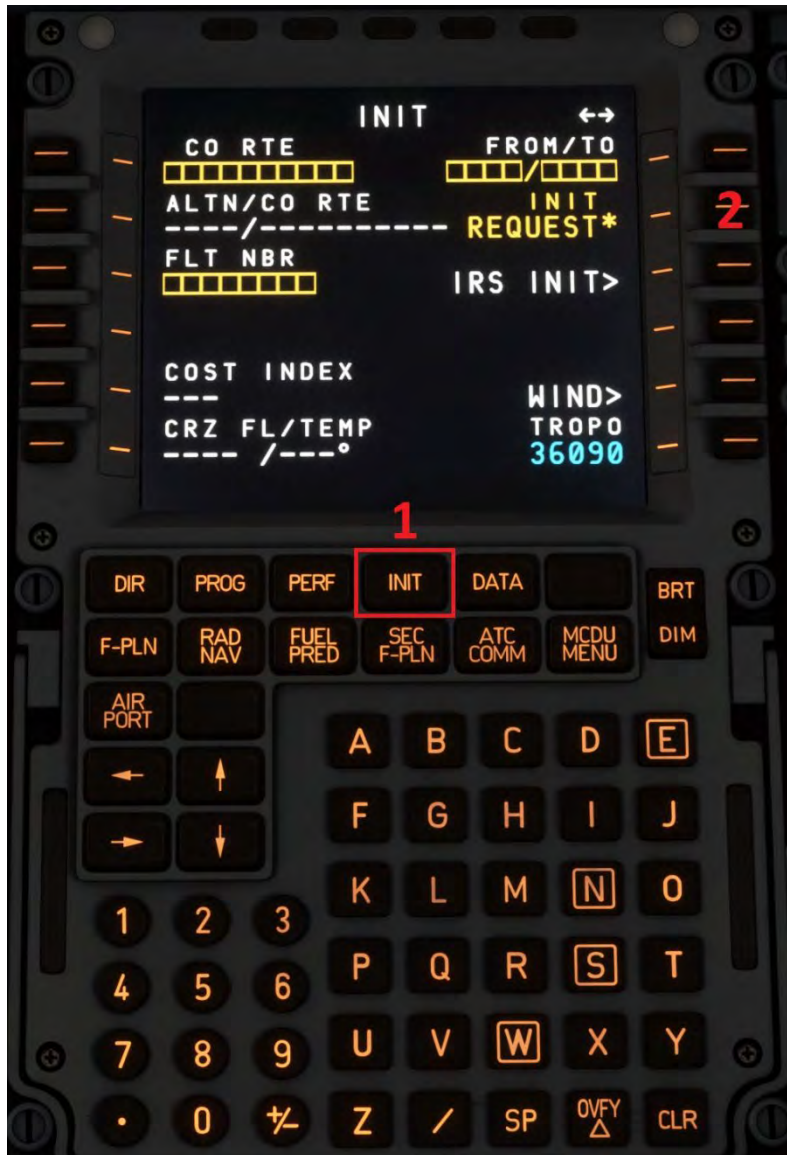 INIT ←→
CO RTE FROM/TO
□□□□□□□□□□ □□□□/□□□□
ALTN/CO RTE INIT
----/---------- REQUEST*
FLT NBR
□□□□□□□□ IRS INIT>
COST INDEX
--- WIND>
CRZ FL/TEMP TROPO
---- /---° 36090
2
1
DIR PROG PERF INIT DATA BRT
F-PLN RAD NAV FUEL PRED SEC F-PLN ATC COMM MCDU MENU DIM
AIR PORT
← ↑
→ ↓
A B C D E
F G H I J
K L M N O
P Q R S T
U V W X Y
Z / SP OVFY △ CLR
1 2 3
4 5 6
7 8 9
. 0 +/-